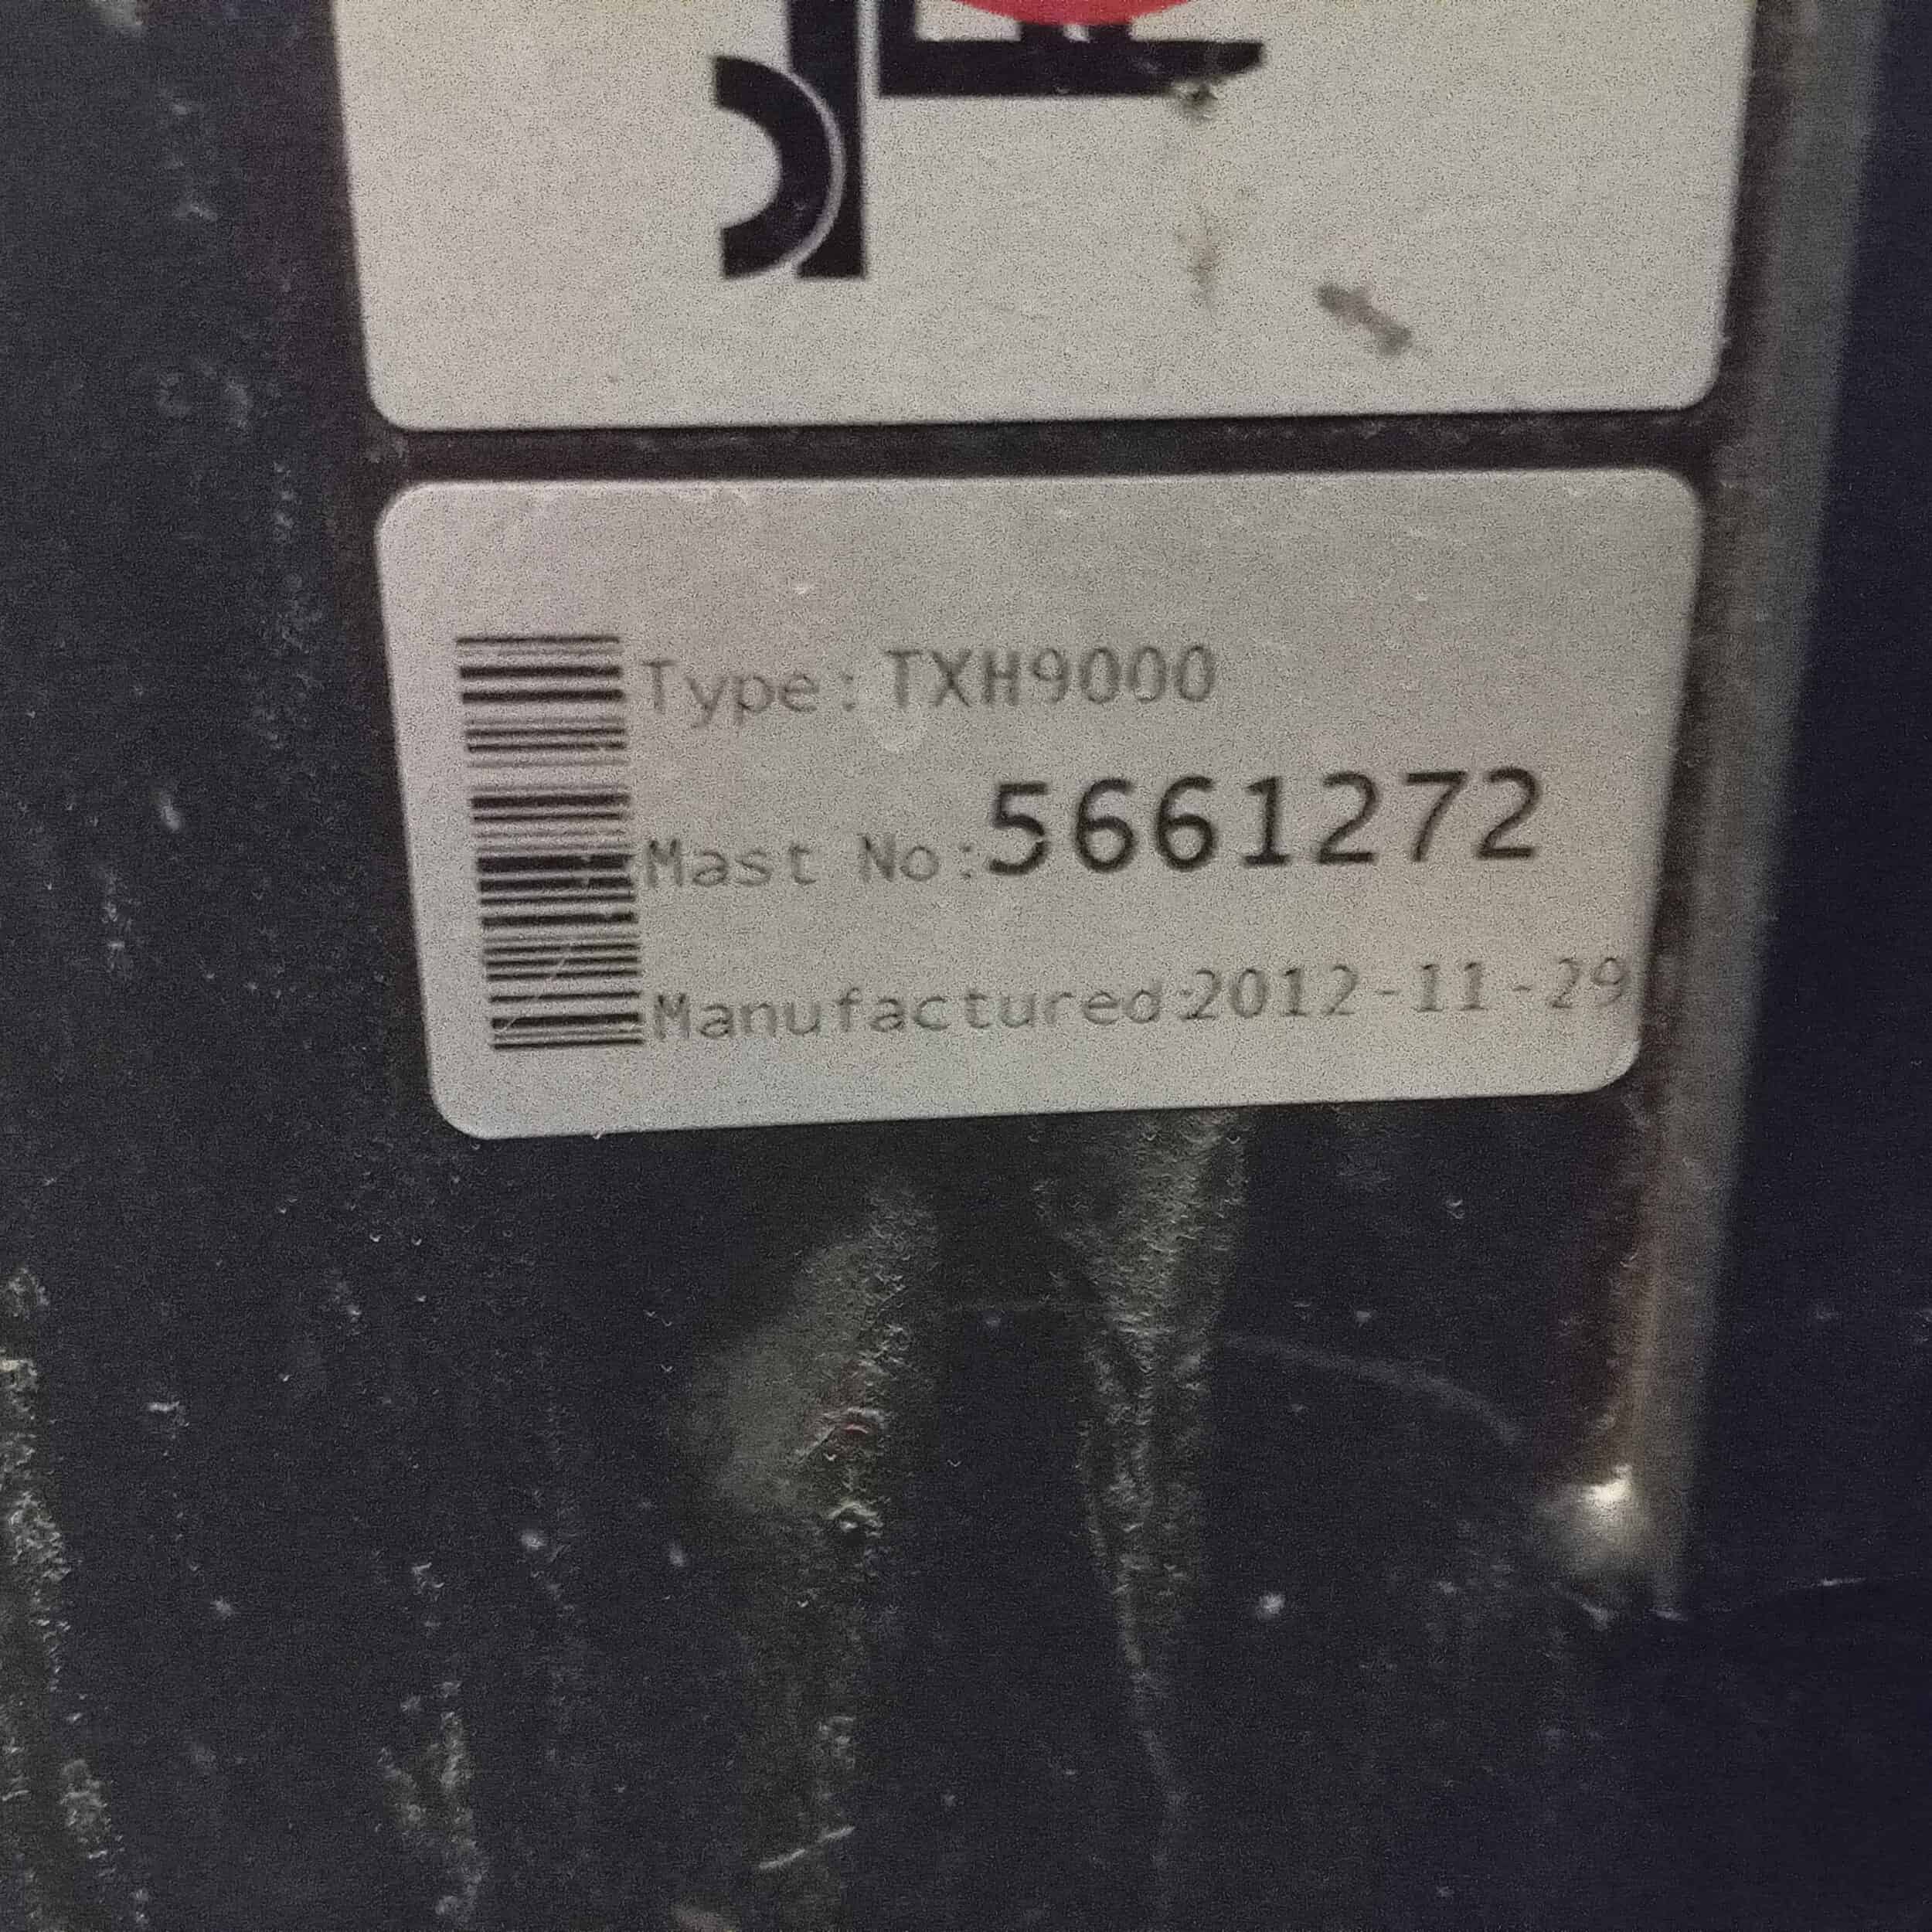 Type: TXH9000
Mast No:5661272
Manufactured:2012-11-29